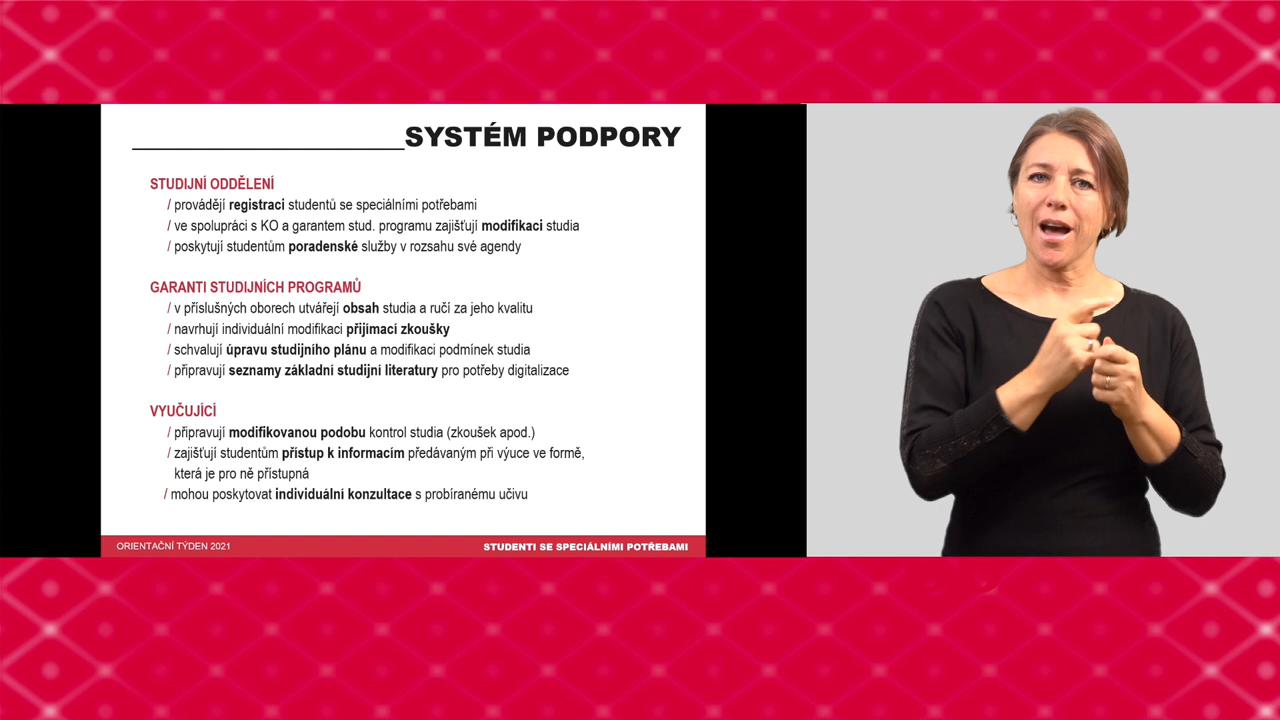 SYSTÉM PODPORY
STUDIJNÍ ODDĚLENÍ
/ provádějí registraci studentů se speciálními potřebami
/ ve spolupráci s KO a garantem stud. programu zajišťují modifikaci studia
/ poskytují studentům poradenské služby v rozsahu své agendy
GARANTI STUDIJNÍCH PROGRAMŮ
/ v příslušných oborech utvářejí obsah studia a ručí za jeho kvalitu
/ navrhují individuální modifikaci přijímací zkoušky
/ schvalují úpravu studijního plánu a modifikaci podmínek studia
/ připravují seznamy základní studijní literatury pro potřeby digitalizace
VYUČUJÍCÍ
/ připravují modifikovanou podobu kontrol studia (zkoušek apod.)
/ zajišťují studentům přístup k informacím předávaným při výuce ve formě,
která je pro ně přístupná
/ mohou poskytovat individuální konzultace s probíranému učivu
ORIENTAČNÍ TÝDEN 2021
STUDENTI SE SPECIÁLNÍMI POTŘEBAMI